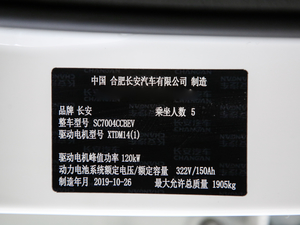 中国 合肥长安汽车有限公司 制造
品牌 长安 乘坐人数 5
整车型号 SC7004CCBEV
驱动电机型号 XTDM14(1)
驱动电机峰值功率 120kW
动力电池系统额定电压/额定容量 322V/150Ah
制造年月 2019-10-26 最大允许总质量 1905kg